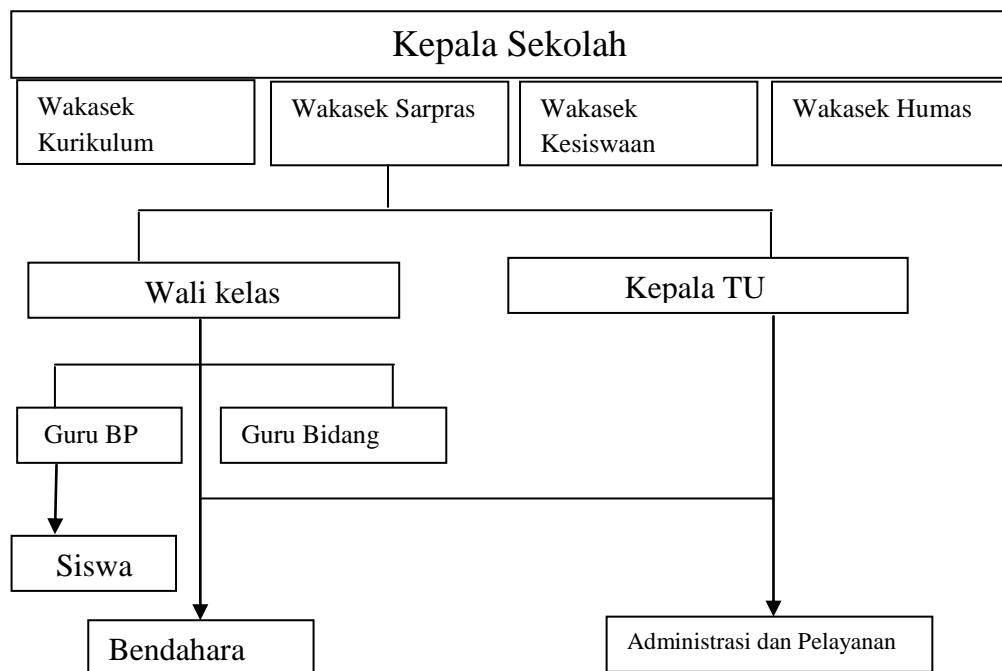 Kepala Sekolah
Wakasek
Kurikulum
Wakasek Sarpras
Wakasek
Kesiswaan
Wakasek Humas
Wali kelas
Kepala TU
Guru BP
Guru Bidang
Siswa
Bendahara
Administrasi dan Pelayanan